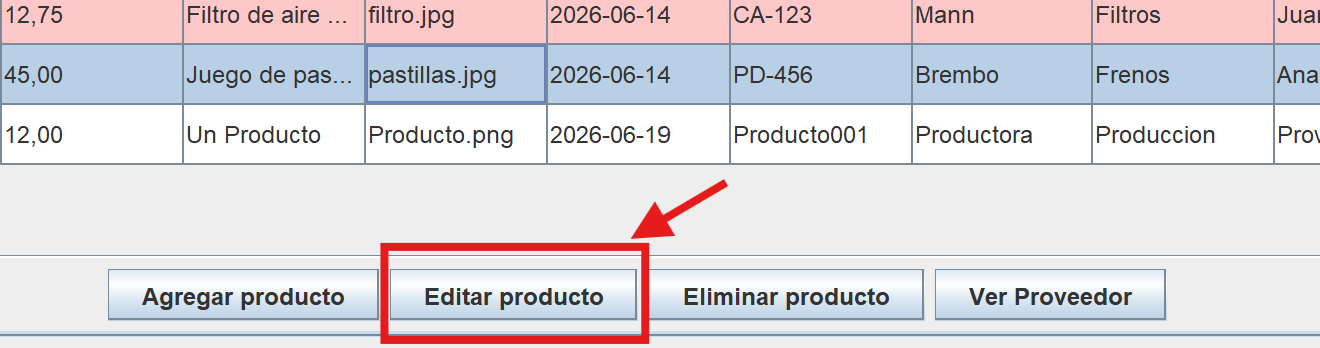 12,75 Filtro de aire ... filtro.jpg 2026-06-14 CA-123 Mann Filtros Juan
45,00 Juego de pas... pastillas.jpg 2026-06-14 PD-456 Brembo Frenos Ana
12,00 Un Producto Producto.png 2026-06-19 Producto001 Productora Produccion Prov
Agregar producto Editar producto Eliminar producto Ver Proveedor